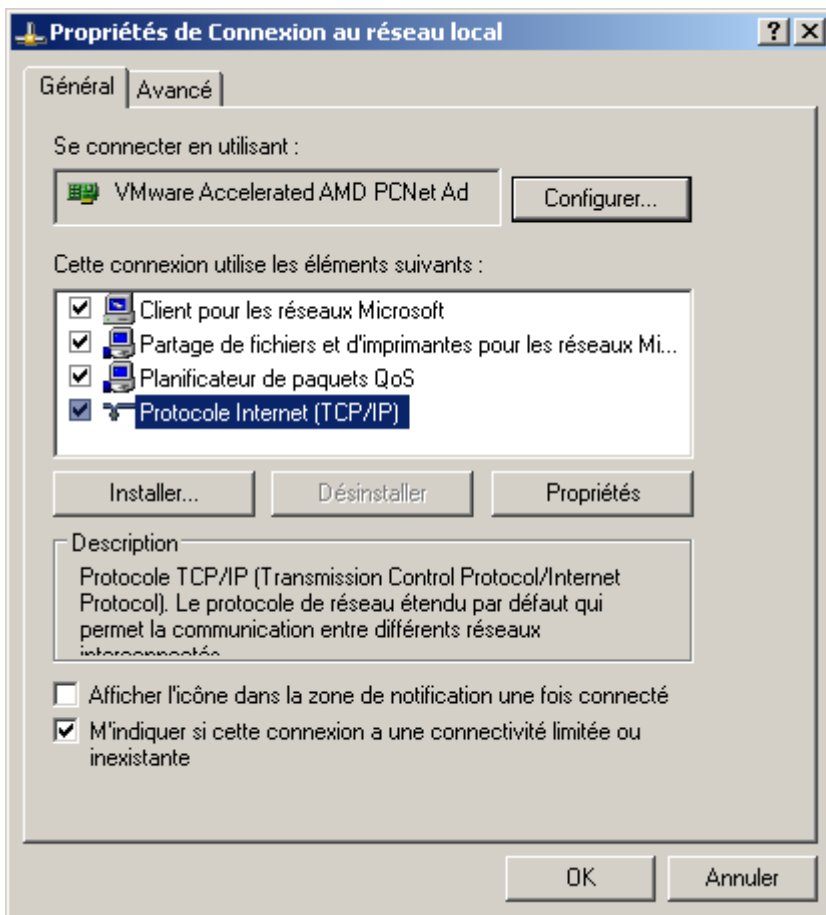 Propriétés de Connexion au réseau local
Général
Avancé
Se connecter en utilisant :
VMware Accelerated AMD PCNet Ad
Configurer...
Cette connexion utilise les éléments suivants :
Client pour les réseaux Microsoft
Partage de fichiers et d'imprimantes pour les réseaux Mi...
Planificateur de paquets QoS
Protocole Internet (TCP/IP)
Installer...
Désinstaller
Propriétés
Description
Protocole TCP/IP (Transmission Control Protocol/Internet
Protocol). Le protocole de réseau étendu par défaut qui
permet la communication entre différents réseaux
interconnectés
Afficher l'icône dans la zone de notification une fois connecté
M'indiquer si cette connexion a une connectivité limitée ou
inexistante
OK
Annuler